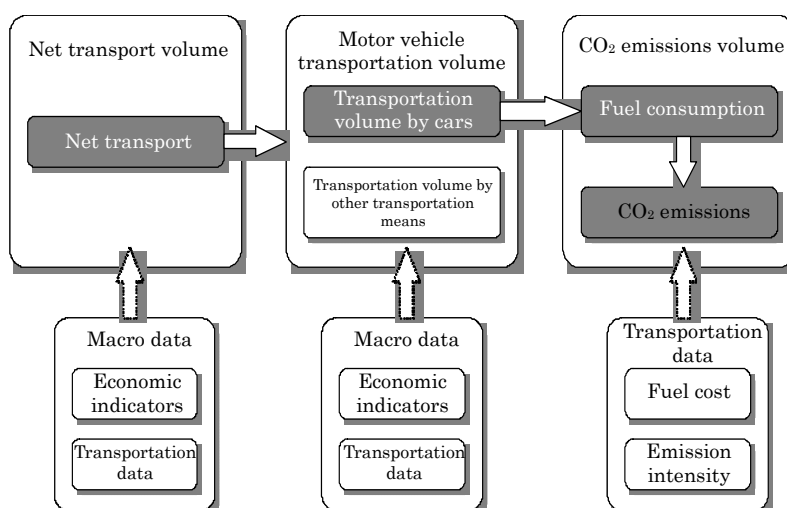 Net transport volume
Net transport
Motor vehicle
transportation volume
Transportation
volume by cars
Transportation volume by
other transportation
means
CO₂ emissions volume
Fuel consumption
CO₂ emissions
Macro data
Economic
indicators
Transportation
data
Macro data
Economic
indicators
Transportation
data
Transportation
data
Fuel cost
Emission
intensity